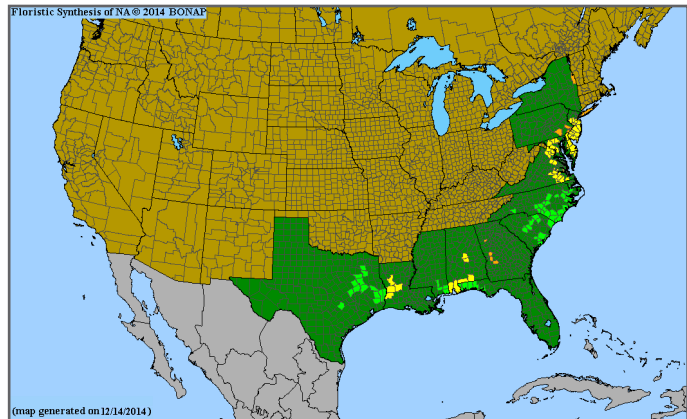 Floristic Synthesis of NA © 2014 BONAP
(map generated on 12/14/2014)